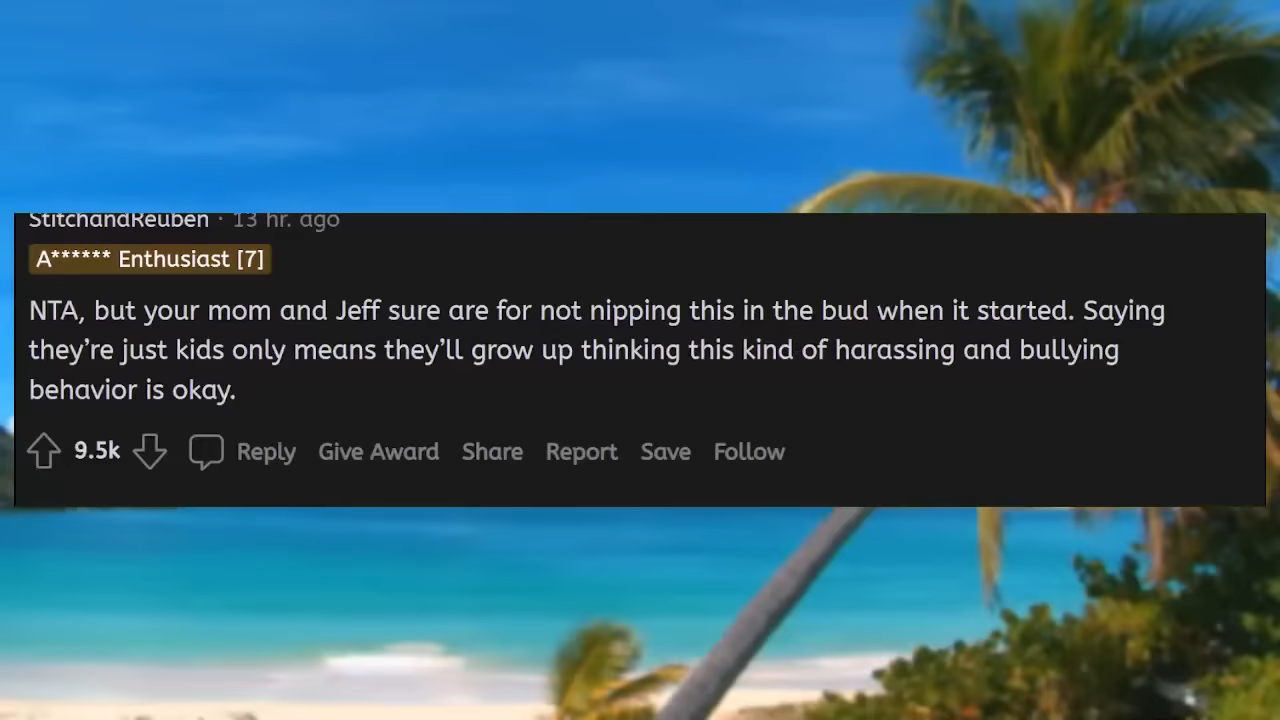 StitchandReuben · 13 hr. ago
A****** Enthusiast [7]
NTA, but your mom and Jeff sure are for not nipping this in the bud when it started. Saying
they're just kids only means they'll grow up thinking this kind of harassing and bullying
behavior is okay.
9.5k Reply Give Award Share Report Save Follow